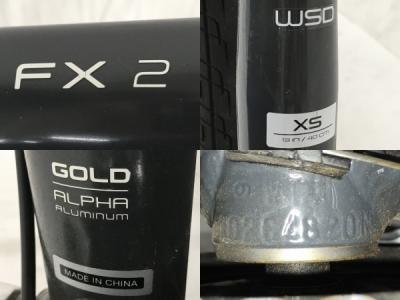 FX 2
WSD
XS
GOLD
ALPHA
ALUMINUM
MADE IN CHINA